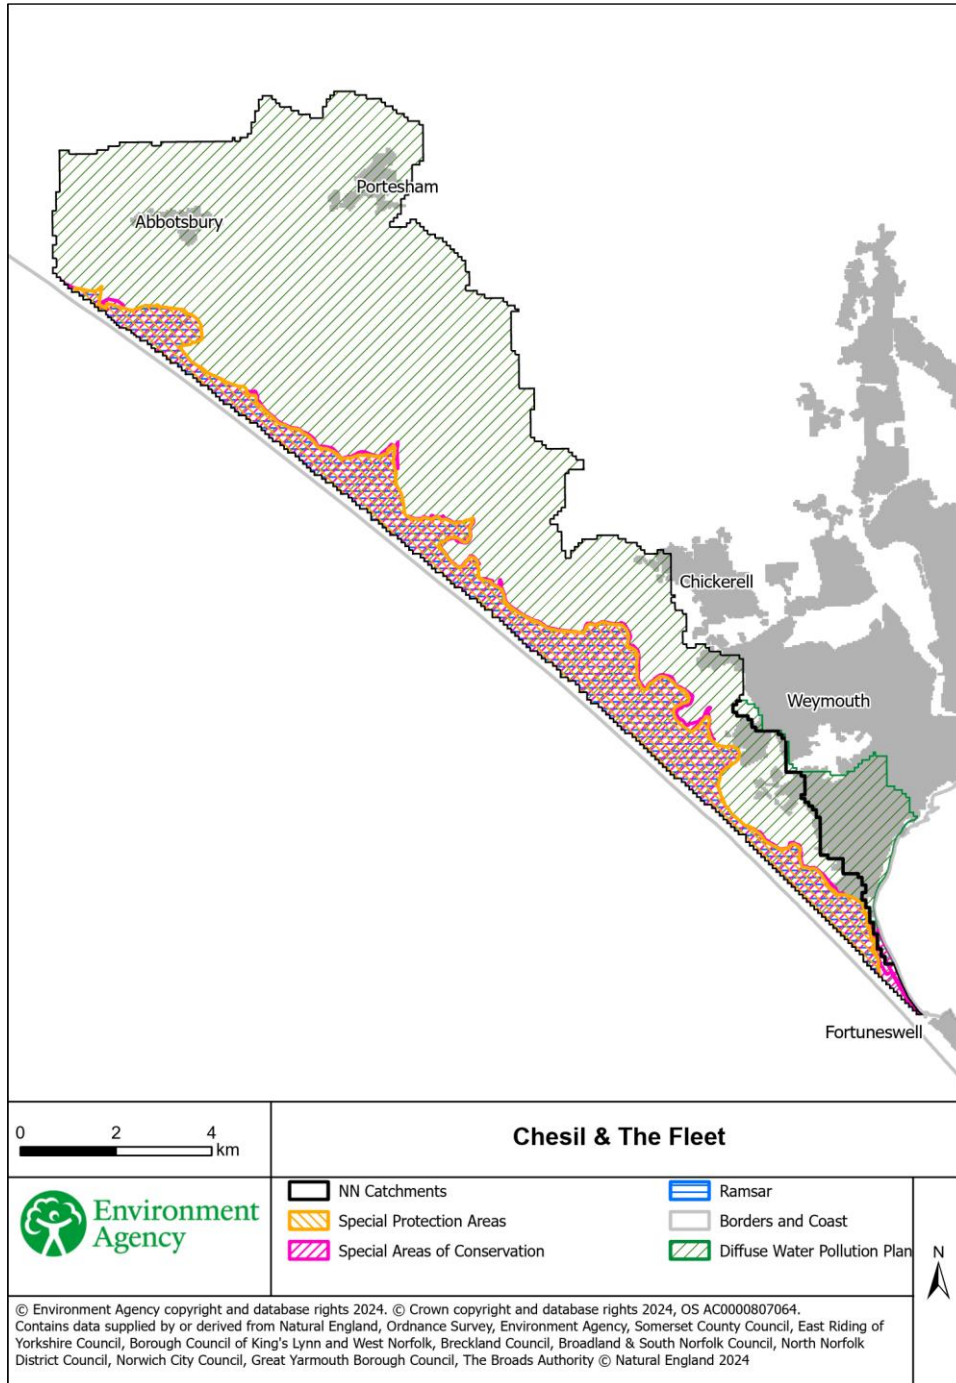 Portesham
Abbotsbury
Chickerell
Weymouth
Fortuneswell
0 2 4
km
Chesil & The Fleet
Environment
Agency
NN Catchments
Special Protection Areas
Special Areas of Conservation
Ramsar
Borders and Coast
Diffuse Water Pollution Plan
N
© Environment Agency copyright and database rights 2024. © Crown copyright and database rights 2024, OS AC0000807064.
Contains data supplied by or derived from Natural England, Ordnance Survey, Environment Agency, Somerset County Council, East Riding of
Yorkshire Council, Borough Council of King's Lynn and West Norfolk, Breckland Council, Broadland & South Norfolk Council, North Norfolk
District Council, Norwich City Council, Great Yarmouth Borough Council, The Broads Authority © Natural England 2024